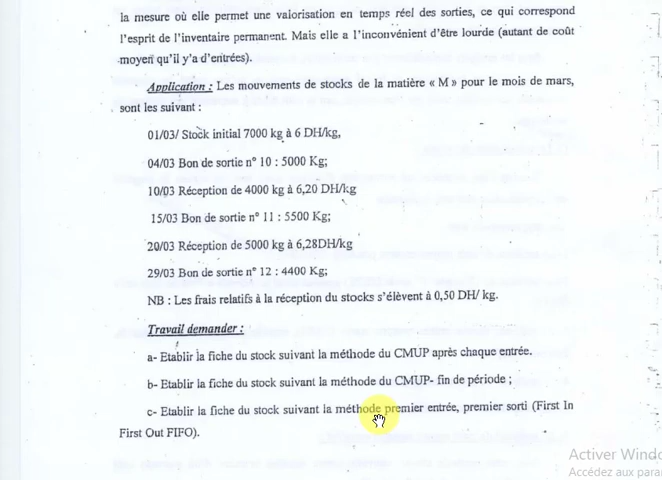 la mesure où elle permet une valorisation en temps réel des sorties, ce qui correspond
l'esprit de l'inventaire permanent. Mais elle a l'inconvénient d'être lourde (autant de coût
moyen qu'il y'a d'entrées).
Application : Les mouvements de stocks de la matière « M » pour le mois de mars,
sont les suivant :
01/03/ Stock initial 7000 kg à 6 DH/kg,
04/03 Bon de sortie n° 10 : 5000 Kg;
10/03 Réception de 4000 kg à 6,20 DH/kg
15/03 Bon de sortie n° 11 : 5500 Kg;
20/03 Réception de 5000 kg à 6,28DH/kg
29/03 Bon de sortie n° 12 : 4400 Kg;
NB : Les frais relatifs à la réception du stocks s'élèvent à 0,50 DH/ kg.
Travail demander :
a- Etablir la fiche du stock suivant la méthode du CMUP après chaque entrée.
b- Etablir la fiche du stock suivant la méthode du CMUP- fin de période ;
c- Etablir la fiche du stock suivant la méthode premier entrée, premier sorti (First In
First Out FIFO).
Activer Windo
Accédez aux para